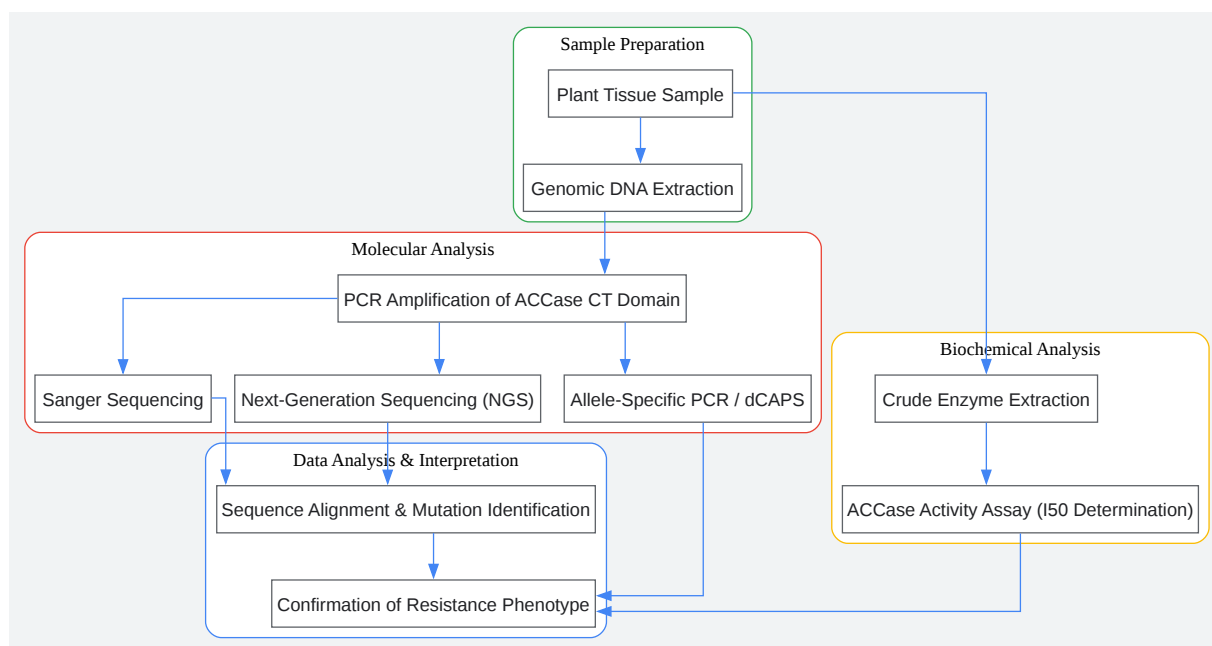 Sample Preparation
Plant Tissue Sample
Genomic DNA Extraction
Molecular Analysis
PCR Amplification of ACCase CT Domain
Sanger Sequencing
Next-Generation Sequencing (NGS)
Allele-Specific PCR / dCAPS
Biochemical Analysis
Crude Enzyme Extraction
ACCase Activity Assay (I50 Determination)
Data Analysis & Interpretation
Sequence Alignment & Mutation Identification
Confirmation of Resistance Phenotype